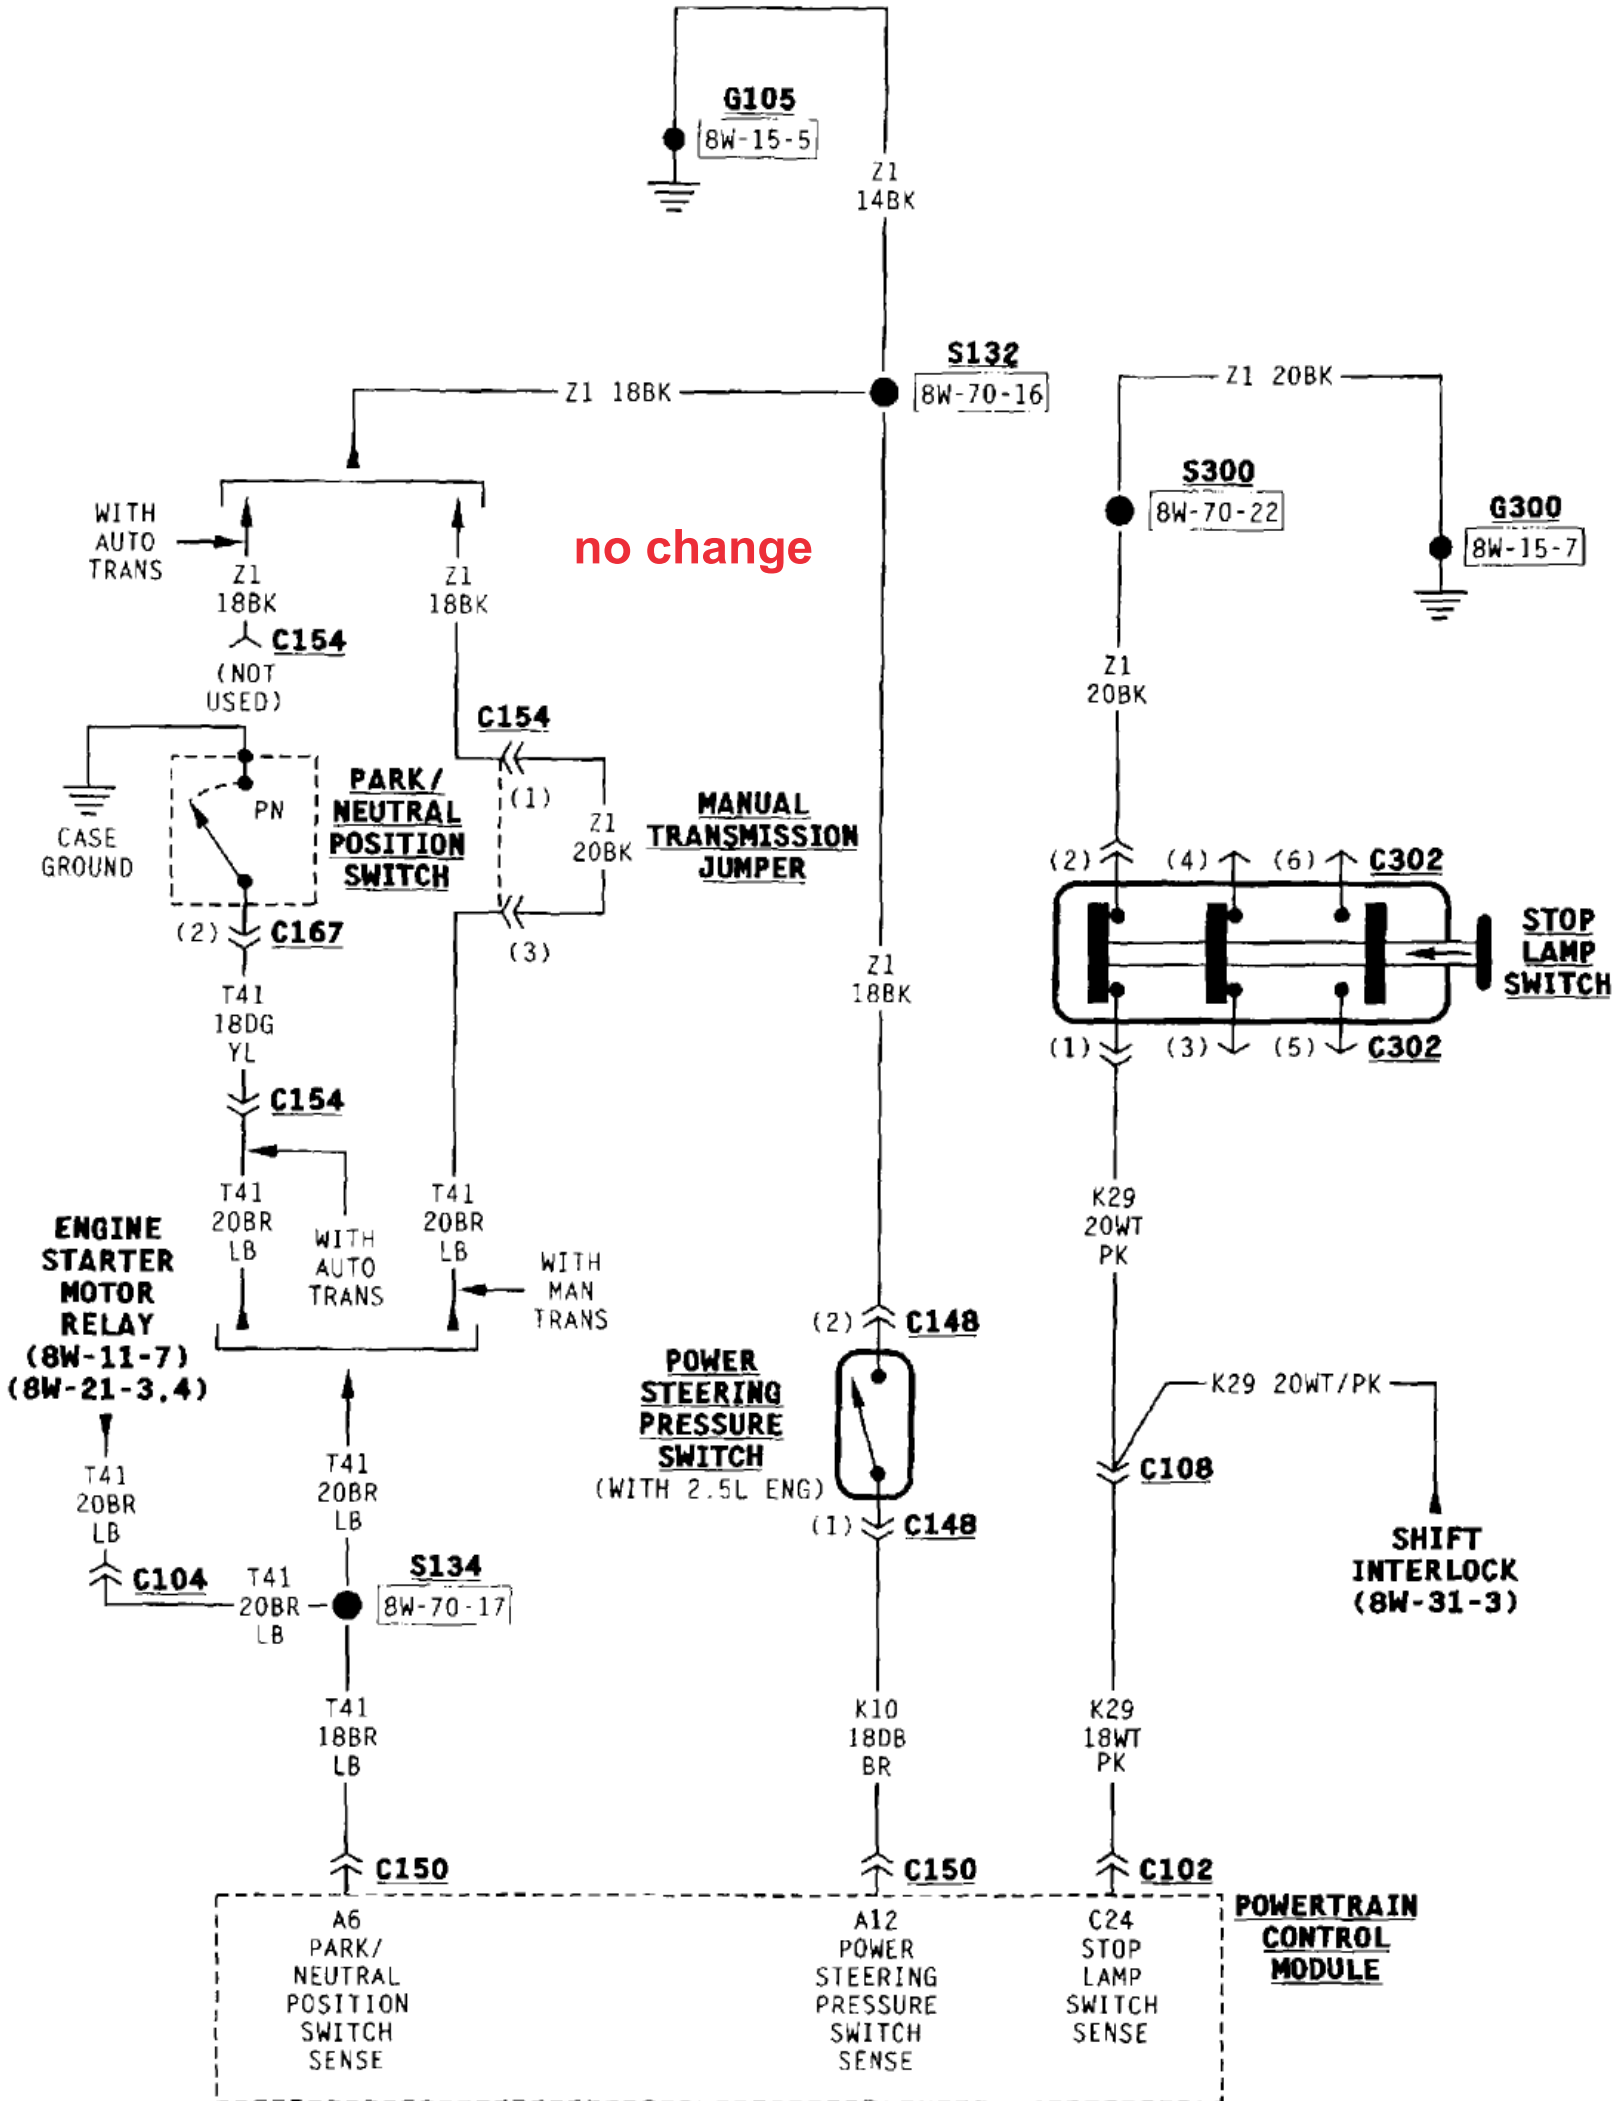 G105
8W-15-5
Z1
14BK
S132
8W-70-16
Z1 18BK
Z1 20BK
S300
8W-70-22
G300
8W-15-7
WITH
AUTO
TRANS
no change
Z1
18BK
Z1
18BK
C154
(NOT
USED)
Z1
20BK
C154
(1)
PN
CASE
GROUND
PARK/
NEUTRAL
POSITION
SWITCH
Z1
20BK
MANUAL
TRANSMISSION
JUMPER
(2)
(4)
(6)
C302
(2)
C167
(3)
STOP
LAMP
SWITCH
T41
18DG
YL
Z1
18BK
(1)
(3)
(5)
C302
C154
T41
20BR
LB
T41
20BR
LB
K29
20WT
PK
ENGINE
STARTER
MOTOR
RELAY
(8W-11-7)
(8W-21-3,4)
WITH
AUTO
TRANS
WITH
MAN
TRANS
(2)
C148
POWER
STEERING
PRESSURE
SWITCH
(WITH 2.5L ENG)
K29 20WT/PK
T41
20BR
LB
T41
20BR
LB
(1)
C148
C108
SHIFT
INTERLOCK
(8W-31-3)
C104
T41
20BR
LB
S134
8W-70-17
T41
18BR
LB
K10
18DB
BR
K29
18WT
PK
C150
C150
C102
A6
PARK/
NEUTRAL
POSITION
SWITCH
SENSE
A12
POWER
STEERING
PRESSURE
SWITCH
SENSE
C24
STOP
LAMP
SWITCH
SENSE
POWERTRAIN
CONTROL
MODULE